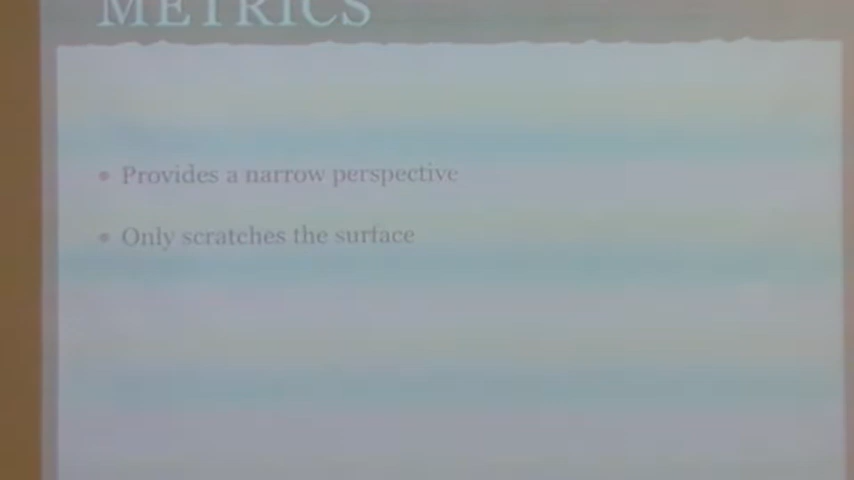 METRICS
• Provides a narrow perspective
• Only scratches the surface